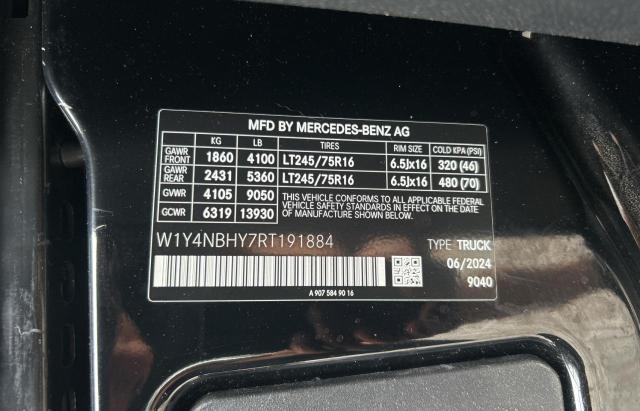 MFD BY MERCEDES-BENZ AG
KG LB TIRES RIM SIZE COLD KPA (PSI)
GAWR FRONT 1860 4100 LT245/75R16 6.5Jx16 320 (46)
GAWR REAR 2431 5360 LT245/75R16 6.5Jx16 480 (70)
GVWR 4105 9050 THIS VEHICLE CONFORMS TO ALL APPLICABLE FEDERAL
GCWR 6319 13930 VEHICLE SAFETY STANDARDS IN EFFECT ON THE DATE
OF MANUFACTURE SHOWN ABOVE.
W1Y4NBHY7RT191884 TYPE TRUCK
06/2024
9040
A 907 584 90 16